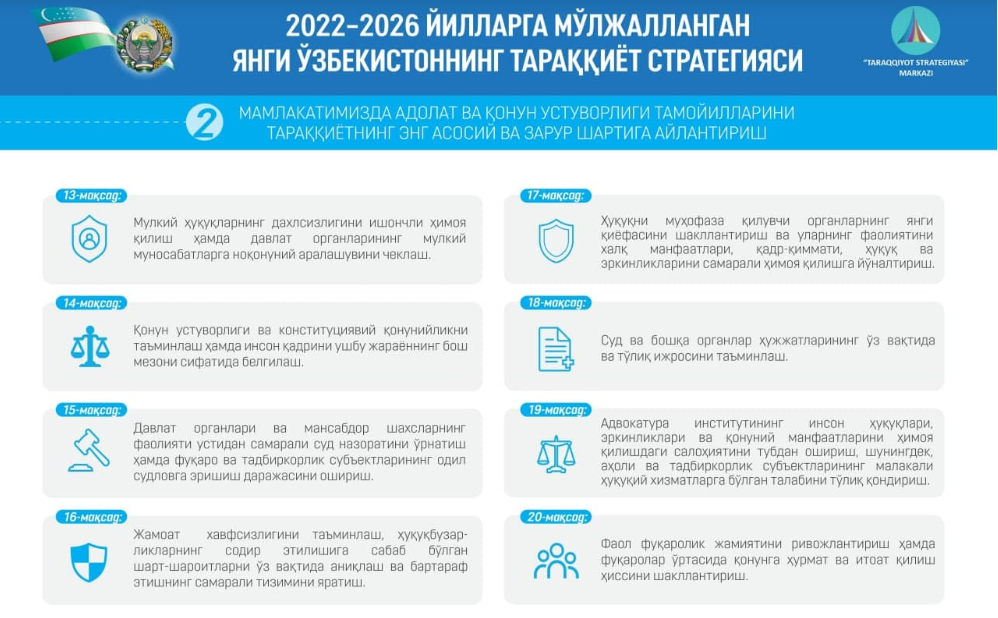 2022-2026 ЙИЛЛАРГА МЎЛЖАЛЛАНГАН
ЯНГИ ЎЗБЕКИСТОННИНГ ТАРАҚҚИЁТ СТРАТЕГИЯСИ
"TARAQQIYOT STRATEGIYASI"
MARKAZI
2
МАМЛАКАТИМИЗДА АДОЛАТ ВА ҚОНУН УСТУВОРЛИГИ ТАМОЙИЛЛАРИНИ
ТАРАҚҚИЁТНИНГ ЭНГ АСОСИЙ ВА ЗАРУР ШАРТИГА АЙЛАНТИРИШ
13-мақсад:
Мулкий ҳуқуқларнинг дахлсизлигини ишончли ҳимоя
қилиш ҳамда давлат органларининг мулкий
муносабатларга ноқонуний аралашувини чеклаш.
14-мақсад:
Қонун устуворлиги ва конституциявий қонунийликни
таъминлаш ҳамда инсон қадрини ушбу жараённинг бош
мезони сифатида белгилаш.
15-мақсад:
Давлат органлари ва мансабдор шахсларнинг
фаолияти устидан самарали суд назоратини ўрнатиш
ҳамда фуқаро ва тадбиркорлик субъектларининг одил
судловга эришиш даражасини ошириш.
16-мақсад:
Жамоат хавфсизлигини таъминлаш, ҳуқуқбузар-
ликларнинг содир этилишига сабаб бўлган
шарт-шароитларни ўз вақтида аниқлаш ва бартараф
этишнинг самарали тизимини яратиш.
17-мақсад:
Ҳуқуқни муҳофаза қилувчи органларнинг янги
қиёфасини шакллантириш ва уларнинг фаолиятини
халқ манфаатлари, қадр-қиммати, ҳуқуқ ва
эркинликларини самарали ҳимоя қилишга йўналтириш.
18-мақсад:
Суд ва бошқа органлар ҳужжатларининг ўз вақтида
ва тўлиқ ижросини таъминлаш.
19-мақсад:
Адвокатура институтининг инсон ҳуқуқлари,
эркинликлари ва қонуний манфаатларини ҳимоя
қилишдаги салоҳиятини тубдан ошириш, шунингдек,
аҳоли ва тадбиркорлик субъектларининг малакали
ҳуқуқий хизматларга бўлган талабини тўлиқ қондириш.
20-мақсад:
Фаол фуқаролик жамиятини ривожлантириш ҳамда
фуқаролар ўртасида қонунга ҳурмат ва итоат қилиш
ҳиссини шакллантириш.